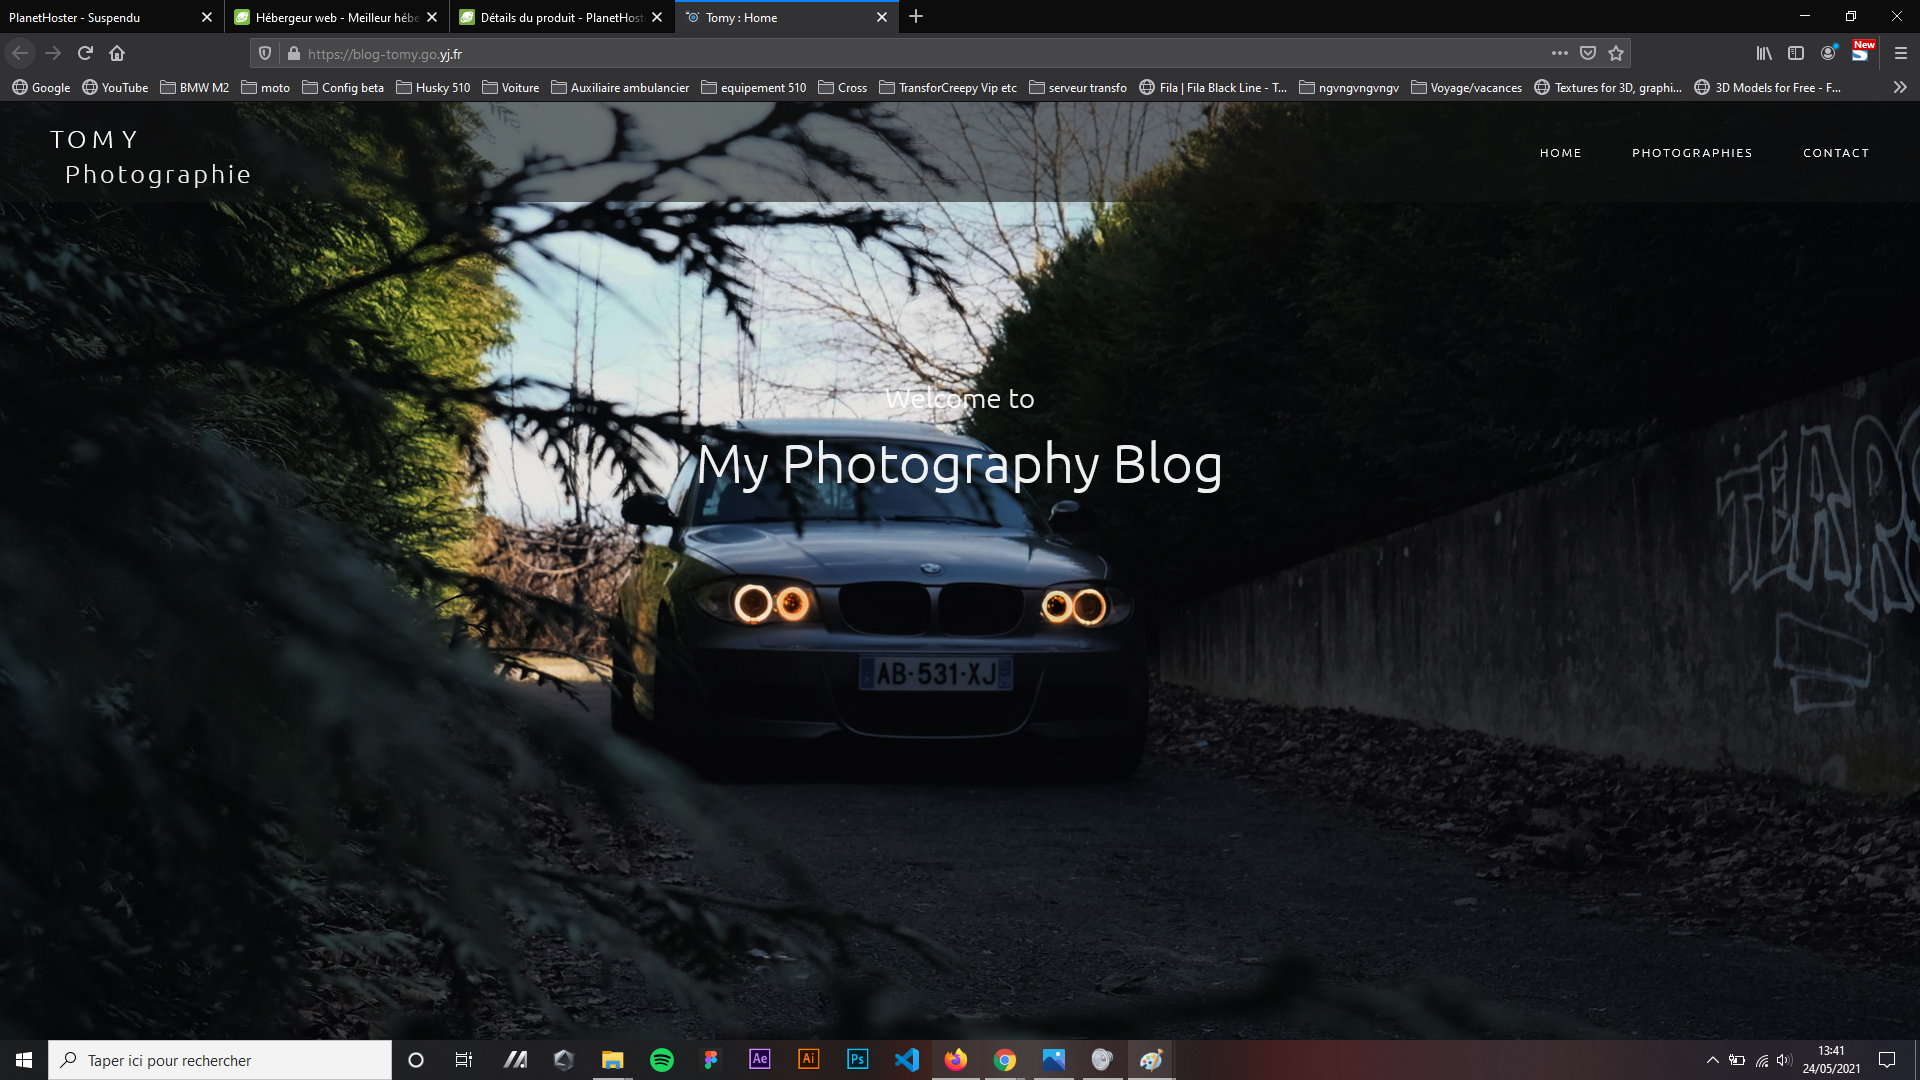 PlanetHoster - Suspendu
Hébergeur web - Meilleur hébe
Détails du produit - PlanetHost
Tomy : Home
https://blog-tomy.go.yj.fr
New
Google
YouTube
BMW M2
moto
Config beta
Husky 510
Voiture
Auxiliaire ambulancier
equipement 510
Cross
TransforCreepy Vip etc
serveur transfo
Fila | Fila Black Line - T...
ngvngvngvngv
Voyage/vacances
Textures for 3D, graphi...
3D Models for Free - F...
TOMY
Photographie
HOME
PHOTOGRAPHIES
CONTACT
Welcome to
My Photography Blog
AB-531-XJ
Taper ici pour rechercher
Ae
Ai
Ps
13:41
24/05/2021